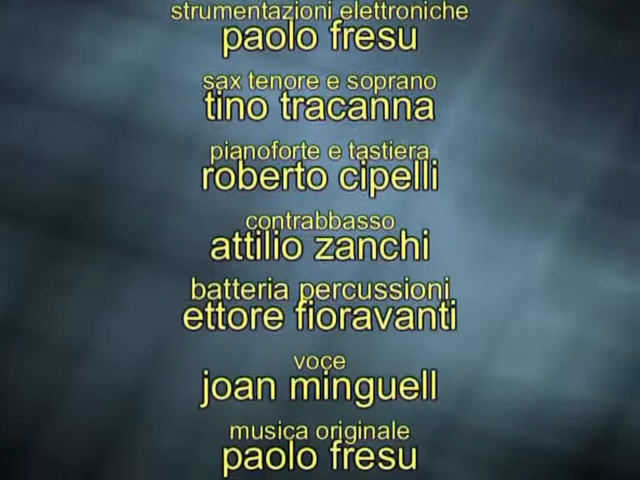 strumentazioni elettroniche
paolo fresu
sax tenore e soprano
tino tracanna
pianoforte e tastiera
roberto cipelli
contrabbasso
attilio zanchi
batteria percussioni
ettore fioravanti
voce
joan minguell
musica originale
paolo fresu